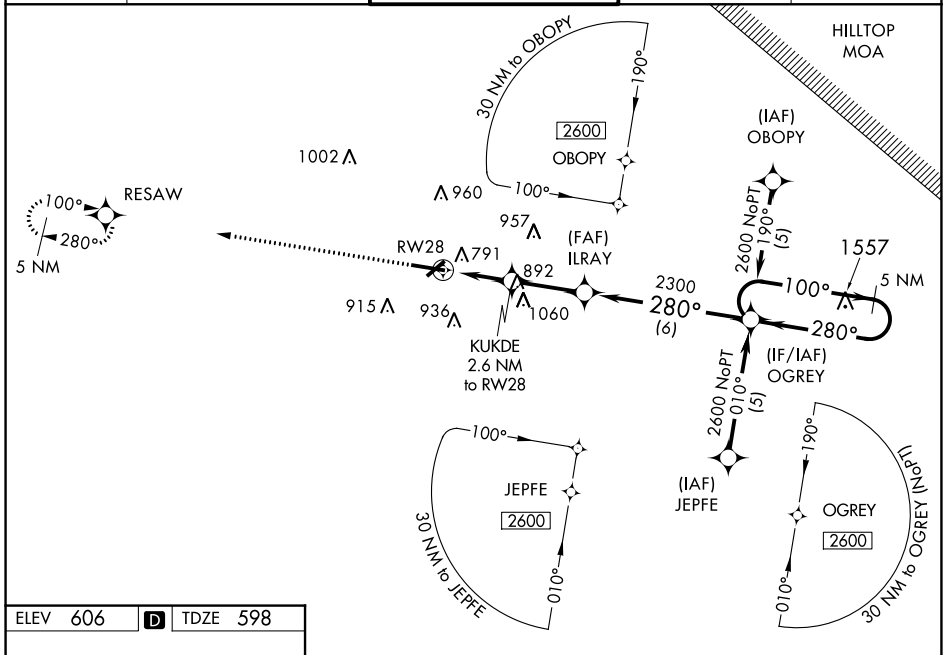 HILLTOP
MOA
30 NM to OBOPY
190°
2600
OBOPY
100°
(IAF)
OBOPY
2600 NoPT
190°
(5)
1002
960
957
RESAW
100°
280°
5 NM
RW28
791
892
(FAF)
ILRAY
1557
100°
5 NM
2300
280°
(6)
280°
915
936
1060
KUKDE
2.6 NM
to RW28
(IF/IAF)
OGREY
2600 NoPT
010°
(5)
(IAF)
JEPFE
100°
JEPFE
2600
010°
30 NM to JEPFE
190°
OGREY
2600
010°
30 NM to OGREY (NoPT)
ELEV 606 D TDZE 598